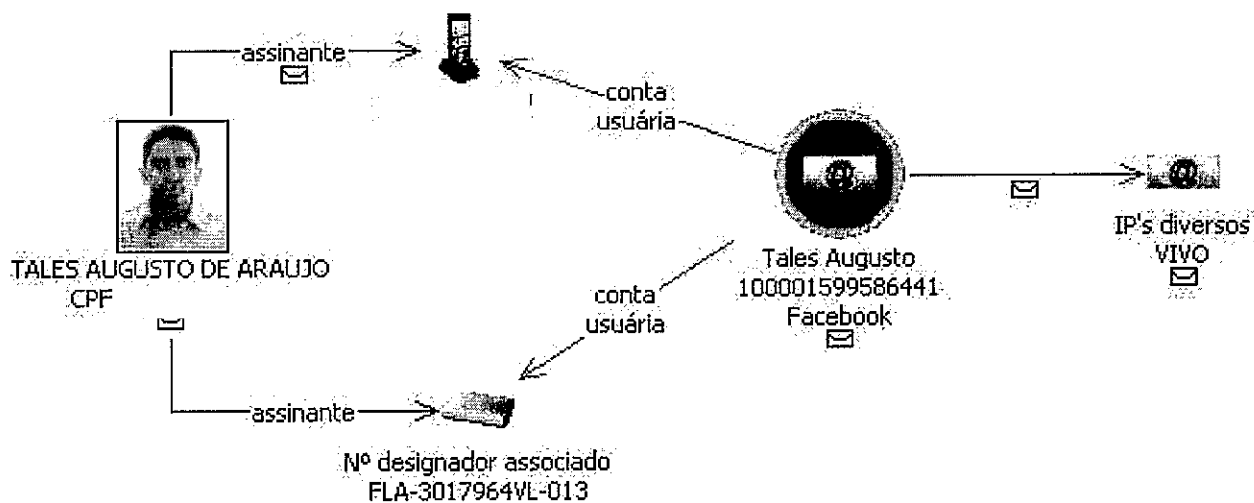 assinante
conta
usuária
TALES AUGUSTO DE ARAUJO
CPF
Tales Augusto
100001599586441
Facebook
IP's diversos
VIVO
conta
usuária
assinante
Nº designador associado
FLA-3017964VL-013